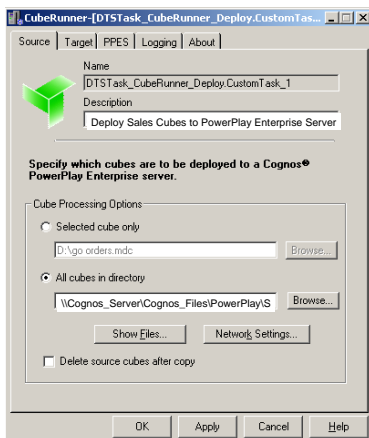 CubeRunner-[DTSTask_CubeRunner_Deploy.CustomTas...
Source Target PPES Logging About
Name
DTSTask_CubeRunner_Deploy.CustomTask_1
Description
Deploy Sales Cubes to PowerPlay Enterprise Server
Specify which cubes are to be deployed to a Cognos®
PowerPlay Enterprise server.
Cube Processing Options
Selected cube only
D:\go orders.mdc Browse...
All cubes in directory
\\Cognos_Server\Cognos_Files\PowerPlay\S Browse...
Show Files... Network Settings...
Delete source cubes after copy
OK Apply Cancel Help